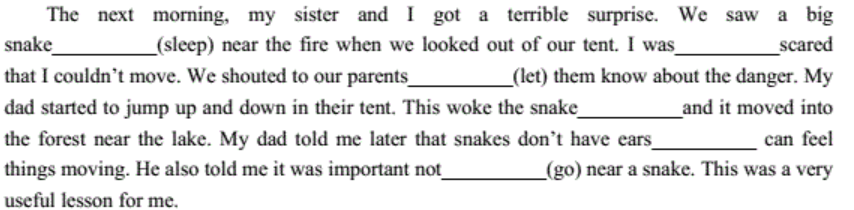 The next morning, my sister and I got a terrible surprise. We saw a big
snake__________(sleep) near the fire when we looked out of our tent. I was__________scared
that I couldn't move. We shouted to our parents__________(let) them know about the danger. My
dad started to jump up and down in their tent. This woke the snake__________and it moved into
the forest near the lake. My dad told me later that snakes don't have ears__________ can feel
things moving. He also told me it was important not__________(go) near a snake. This was a very
useful lesson for me.